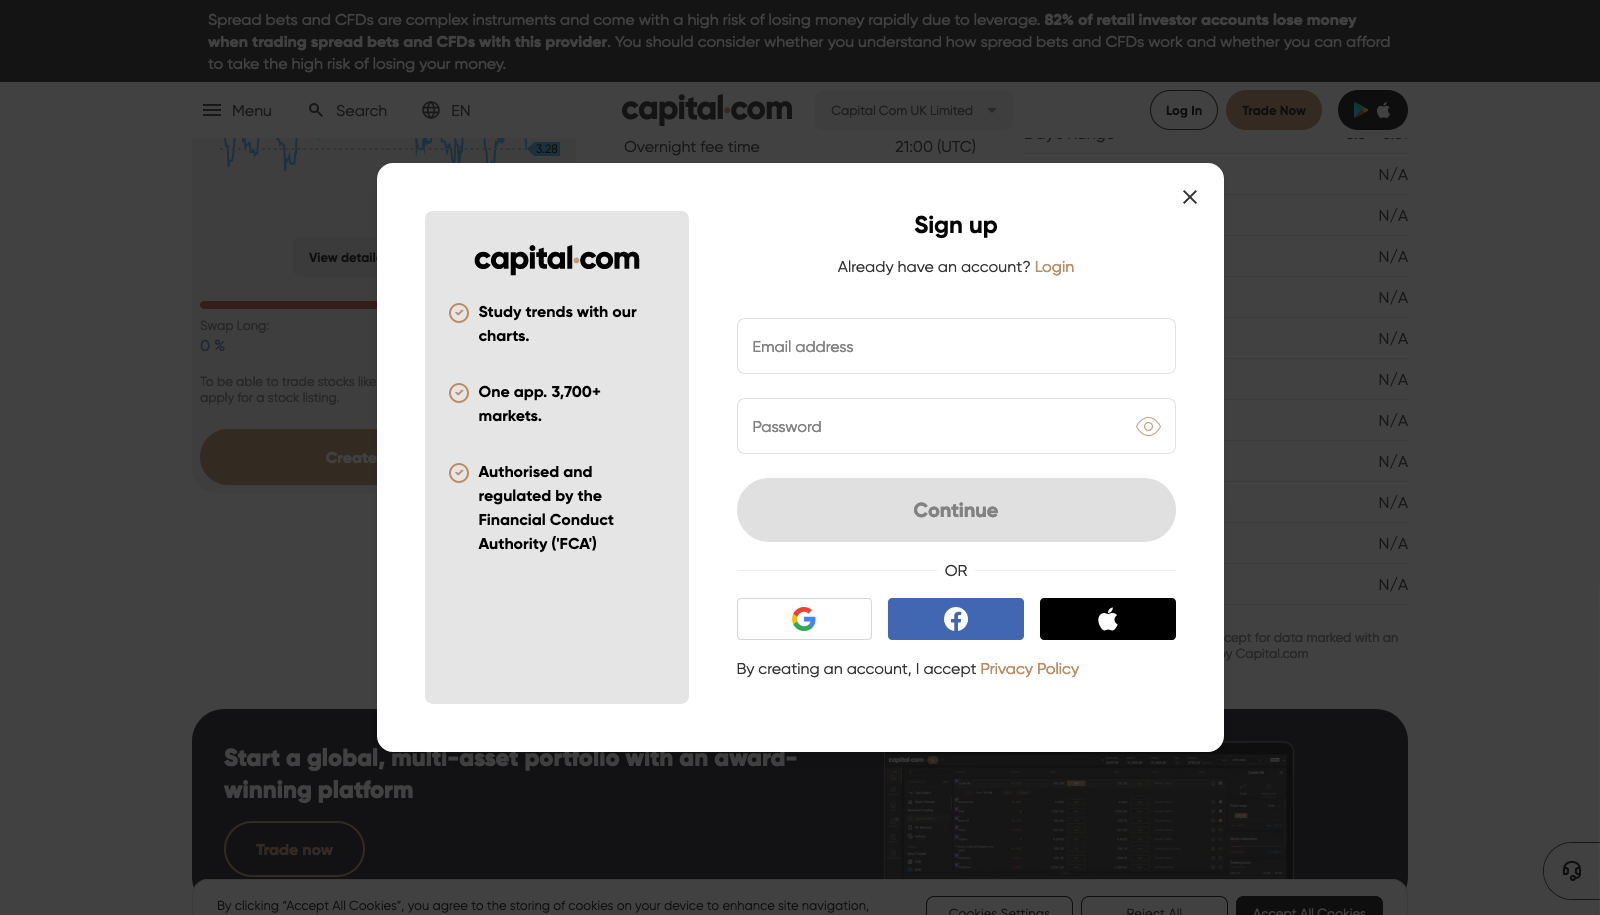 Spread bets and CFDs are complex instruments and come with a high risk of losing money rapidly due to leverage. 82% of retail investor accounts lose money
when trading spread bets and CFDs with this provider. You should consider whether you understand how spread bets and CFDs work and whether you can afford
to take the high risk of losing your money.
Menu
Search
EN
capital.com
Capital Com UK Limited
Log In
Trade Now
3.28
Overnight fee time
21:00 (UTC)
N/A
N/A
View detail
N/A
N/A
Swap Long:
0 %
N/A
To be able to trade stocks like
apply for a stock listing.
N/A
N/A
Create
N/A
N/A
N/A
N/A
cept for data marked with an
by Capital.com
capital.com
Study trends with our
charts.
One app. 3,700+
markets.
Authorised and
regulated by the
Financial Conduct
Authority ('FCA')
Sign up
Already have an account? Login
Email address
Password
Continue
OR
By creating an account, I accept Privacy Policy
Start a global, multi-asset portfolio with an award-
winning platform
Trade now
capital.com
By clicking “Accept All Cookies”, you agree to the storing of cookies on your device to enhance site navigation,
Cookies Settings
Reject All
Accept All Cookies